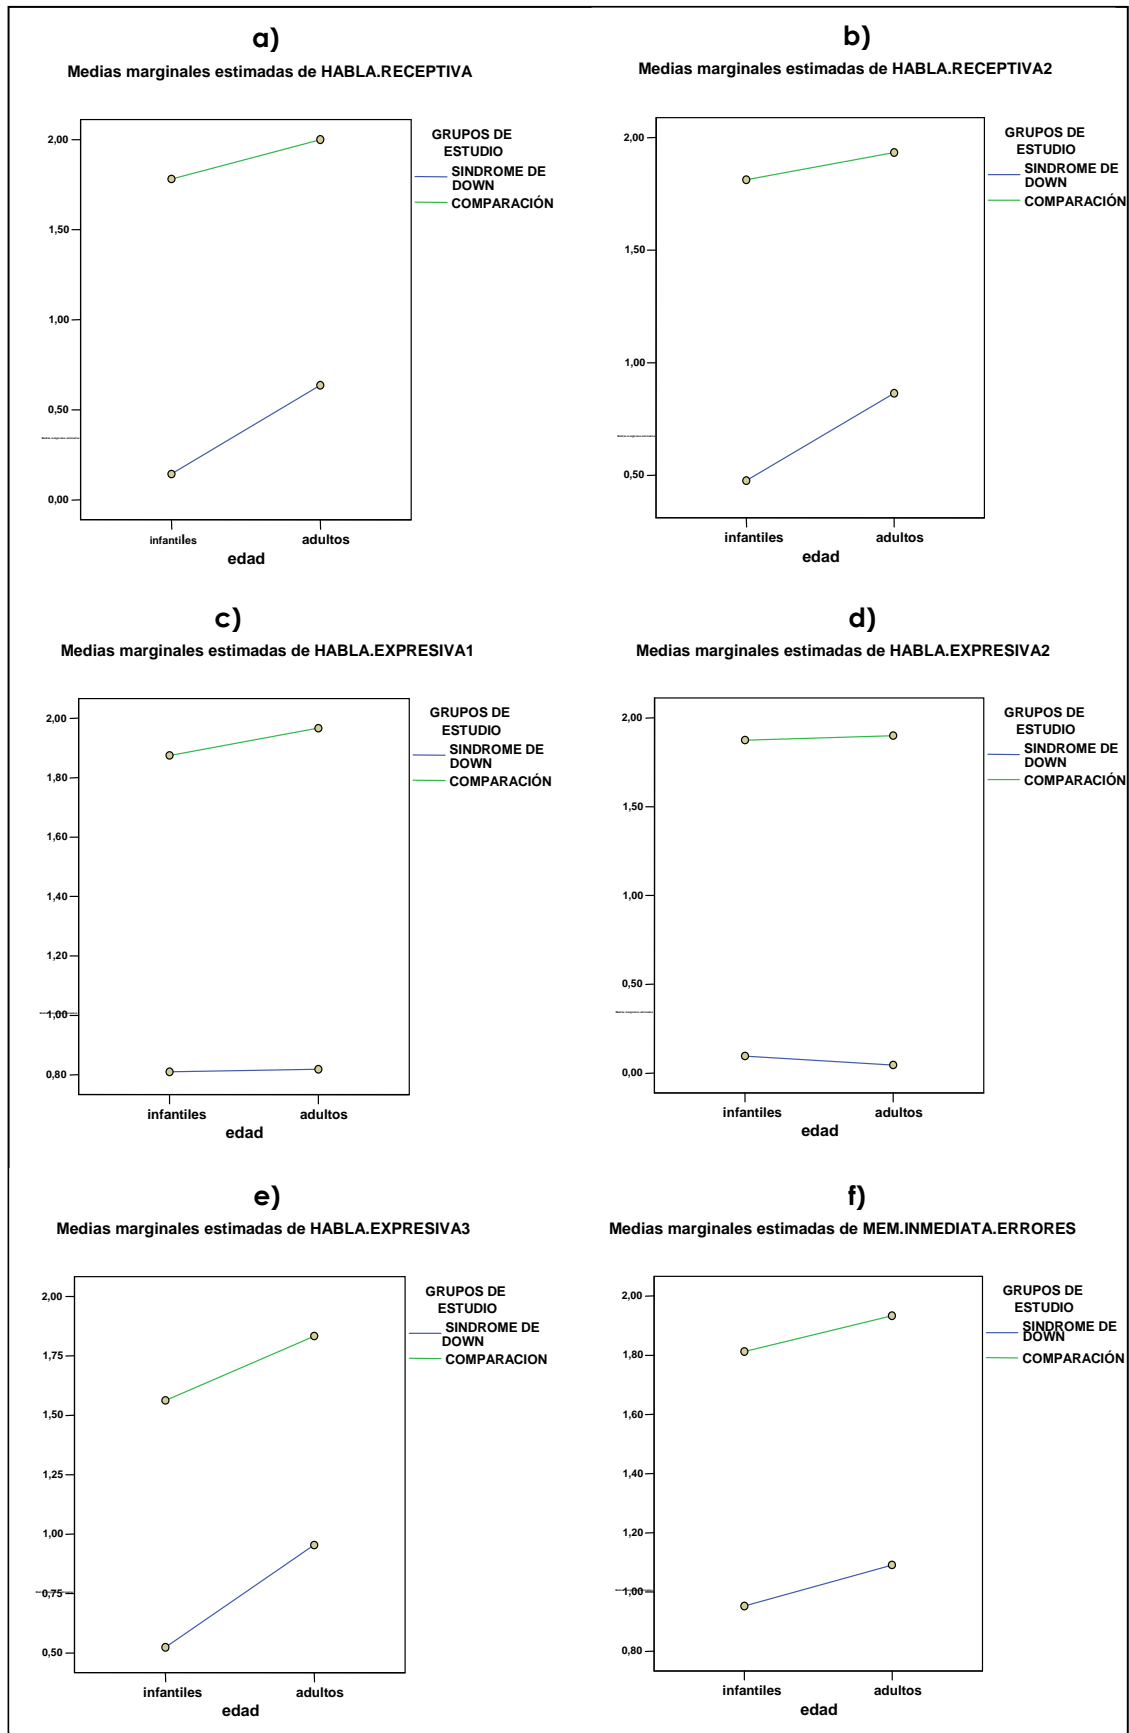 a)
Medias marginales estimadas de HABLA.RECEPTIVA
2,00
1,50
1,00
0,50
0,00
infantiles
adultos
edad
GRUPOS DE
ESTUDIO
SINDROME DE
DOWN
COMPARACIÓN
b)
Medias marginales estimadas de HABLA.RECEPTIVA2
2,00
1,50
1,00
0,50
infantiles
adultos
edad
GRUPOS DE
ESTUDIO
SINDROME DE
DOWN
COMPARACIÓN
c)
Medias marginales estimadas de HABLA.EXPRESIVA1
2,00
1,80
1,60
1,40
1,20
1,00
0,80
infantiles
adultos
edad
GRUPOS DE
ESTUDIO
SINDROME DE
DOWN
COMPARACIÓN
d)
Medias marginales estimadas de HABLA.EXPRESIVA2
2,00
1,50
1,00
0,50
Medias marginales estimadas
0,00
infantiles
adultos
edad
GRUPOS DE
ESTUDIO
SINDROME DE
DOWN
COMPARACIÓN
e)
Medias marginales estimadas de HABLA.EXPRESIVA3
2,00
1,75
1,50
1,25
1,00
0,75
0,50
infantiles
adultos
edad
GRUPOS DE
ESTUDIO
SINDROME DE
DOWN
COMPARACION
f)
Medias marginales estimadas de MEM.INMEDIATA.ERRORES
2,00
1,80
1,60
1,40
1,20
1,00
0,80
infantiles
adultos
edad
GRUPOS DE
ESTUDIO
SINDROME DE
DOWN
COMPARACIÓN